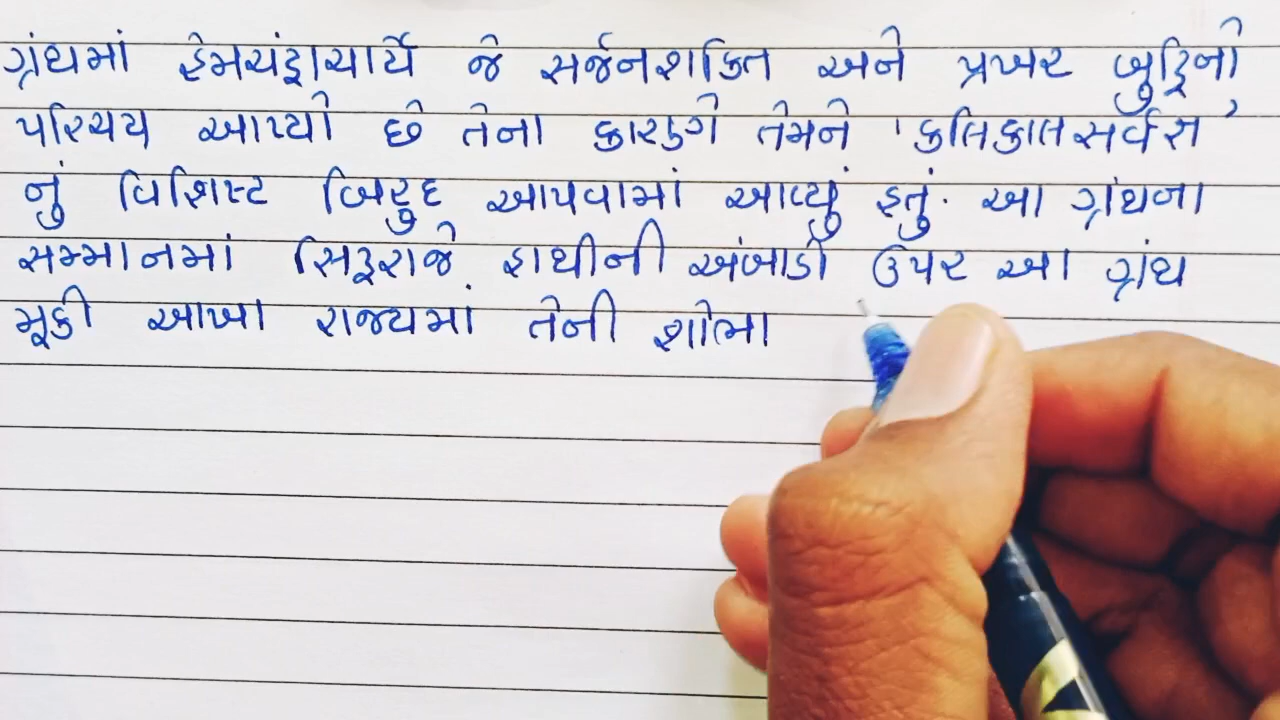 ગ્રંથમાં હેમચંદ્રાચાર્યે જે સર્જનશક્તિ અને પ્રખર બુદ્ધિનો
પરિચય આપ્યો છે તેના કારણે તેમને 'કલિકાલસર્વજ્ઞ'
નું વિશિષ્ટ બિરુદ આપવામાં આવ્યું હતું. આ ગ્રંથના
સમ્માનમાં સિદ્ધરાજે હાથીની અંબાડી ઉપર આ ગ્રંથ
મૂકી આખા રાજ્યમાં તેની શોભા